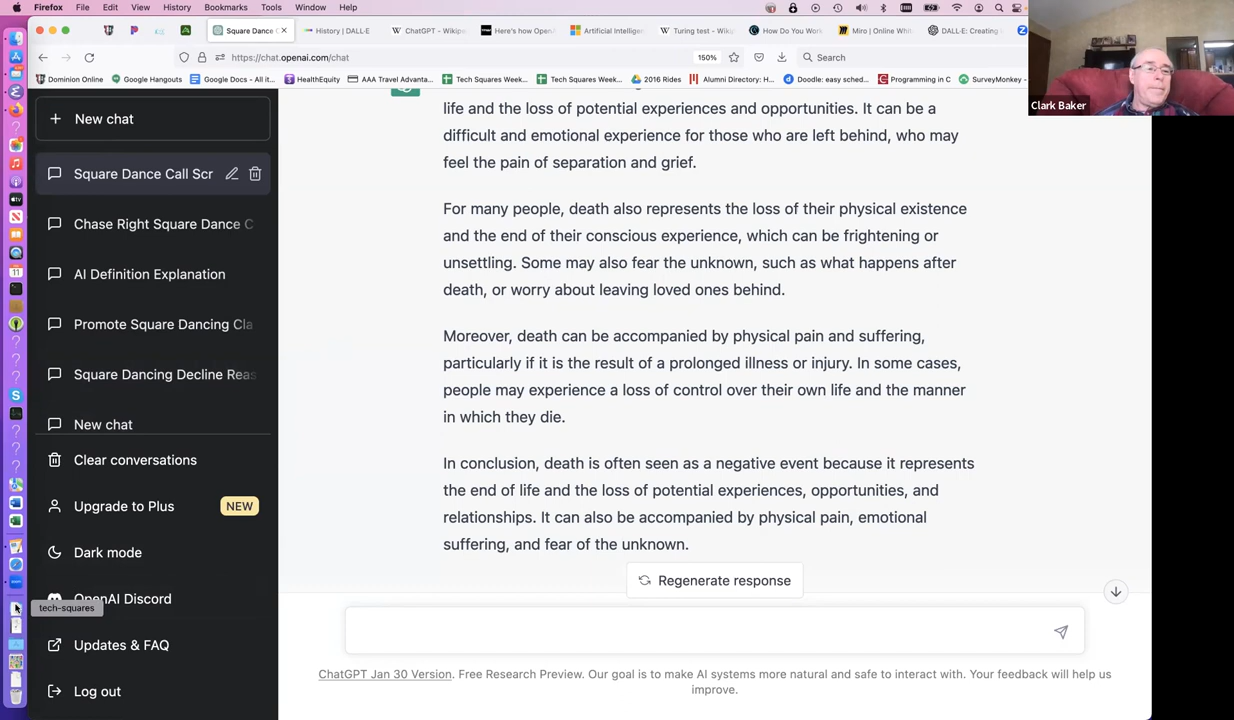 Firefox File Edit View History Bookmarks Tools Window Help
Square Dance C
History | DALL·E
ChatGPT – Wikipe
Here's how OpenA
Artificial Intelligenc
Turing test - Wikip
How Do You Work
Miro | Online Whit
DALL·E: Creating
https://chat.openai.com/chat
150%
Search
Dominion Online
Google Hangouts
Google Docs - All it...
HealthEquity
AAA Travel Advanta...
Tech Squares Week...
Tech Squares Week...
2016 Rides
Alumni Directory: H...
Doodle: easy sched...
Programming in C
SurveyMonkey
Clark Baker
New chat
Square Dance Call Scr
Chase Right Square Dance C
AI Definition Explanation
Promote Square Dancing Cla
Square Dancing Decline Reas
New chat
Clear conversations
Upgrade to Plus NEW
Dark mode
OpenAI Discord
tech-squares
Updates & FAQ
Log out
life and the loss of potential experiences and opportunities. It can be a
difficult and emotional experience for those who are left behind, who may
feel the pain of separation and grief.
For many people, death also represents the loss of their physical existence
and the end of their conscious experience, which can be frightening or
unsettling. Some may also fear the unknown, such as what happens after
death, or worry about leaving loved ones behind.
Moreover, death can be accompanied by physical pain and suffering,
particularly if it is the result of a prolonged illness or injury. In some cases,
people may experience a loss of control over their own life and the manner
in which they die.
In conclusion, death is often seen as a negative event because it represents
the end of life and the loss of potential experiences, opportunities, and
relationships. It can also be accompanied by physical pain, emotional
suffering, and fear of the unknown.
Regenerate response
ChatGPT Jan 30 Version. Free Research Preview. Our goal is to make AI systems more natural and safe to interact with. Your feedback will help us
improve.